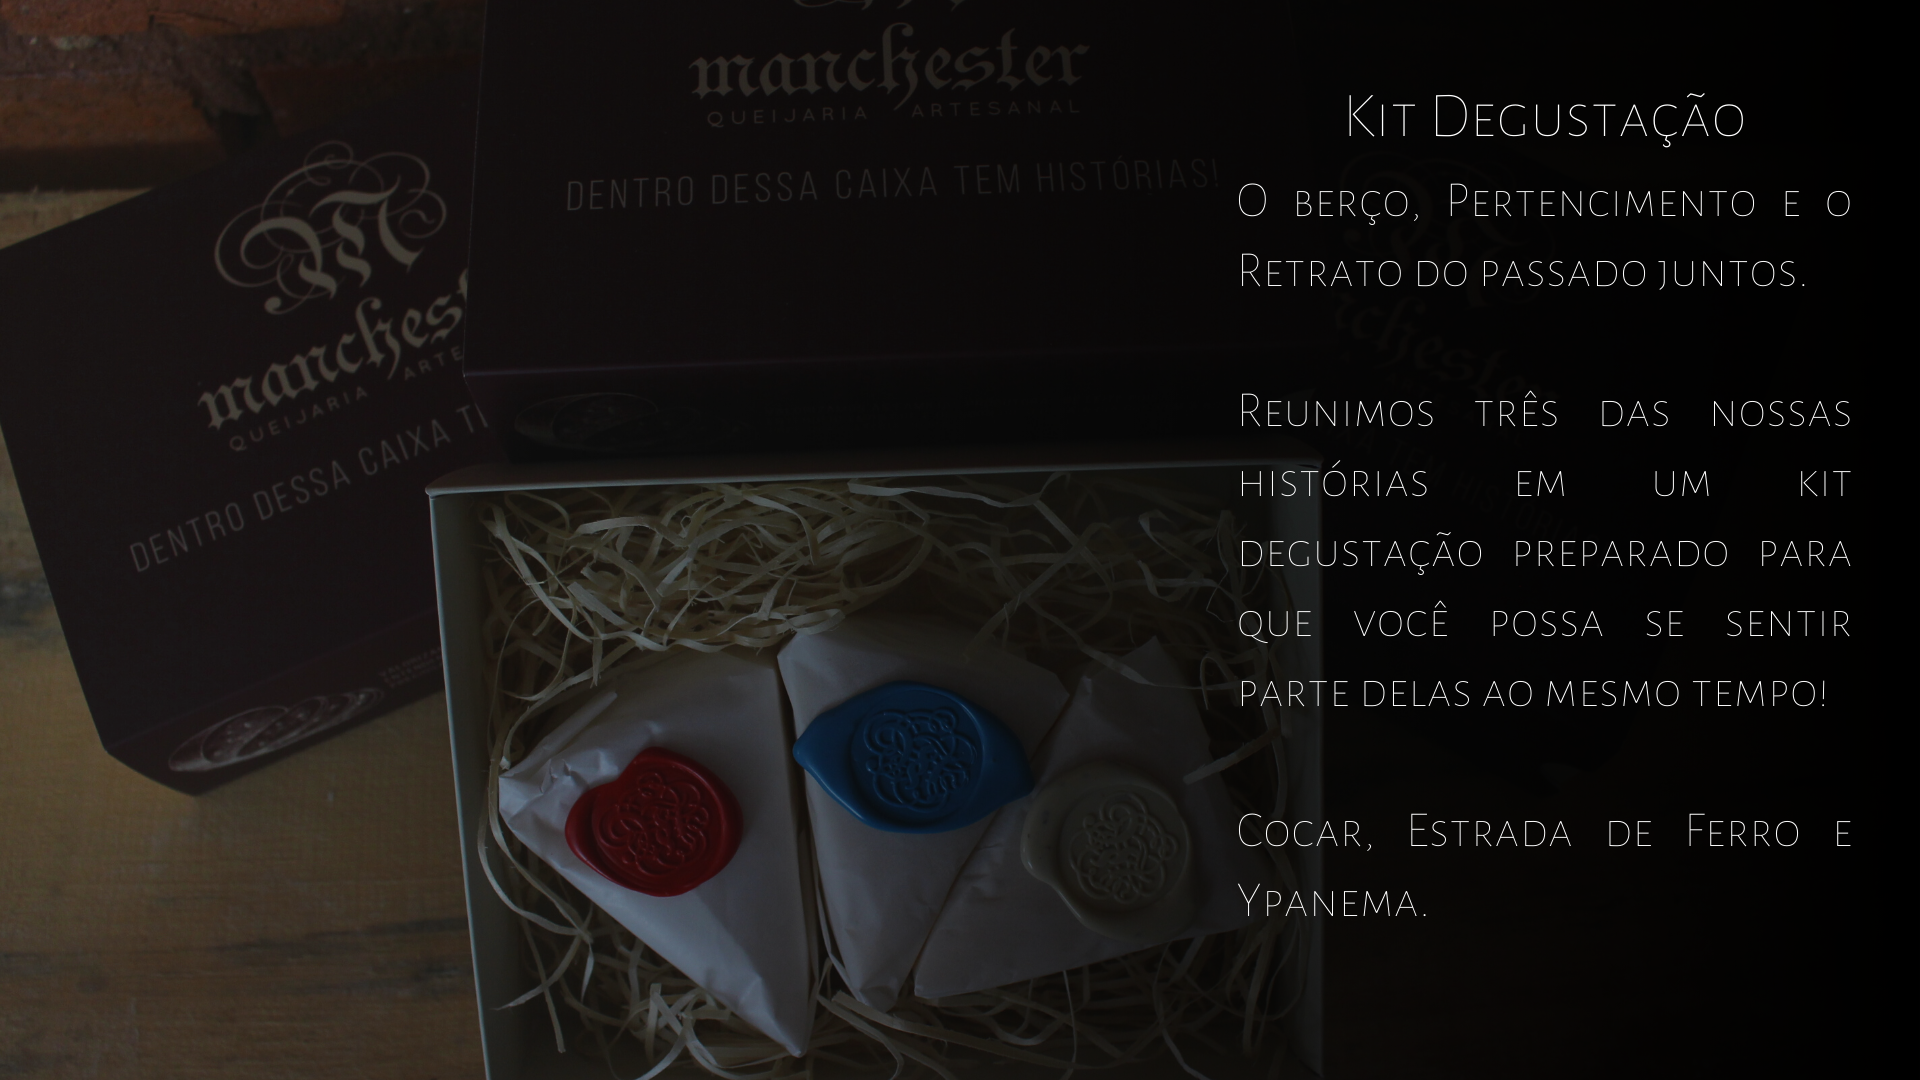 manchester
QUEIJARIA ARTESANAL
DENTRO DESSA CAIXA TEM HISTÓRIAS!
M
QUEIJARIA
DENTRO DESSA CAIXA
Kit Degustação
O berço, Pertencimento e o
Retrato do passado juntos.
Reunimos três das nossas
histórias em um kit
degustação preparado para
que você possa se sentir
parte delas ao mesmo tempo!
Cocar, Estrada de Ferro e
Ypanema.